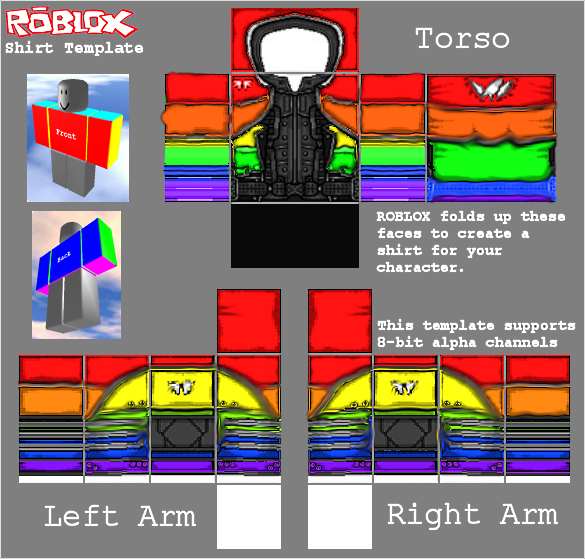 ROBLOX
Shirt Template
Torso
Front
Back
ROBLOX folds up these
faces to create a
shirt for your
character.
This template supports
8-bit alpha channels
Left Arm
Right Arm